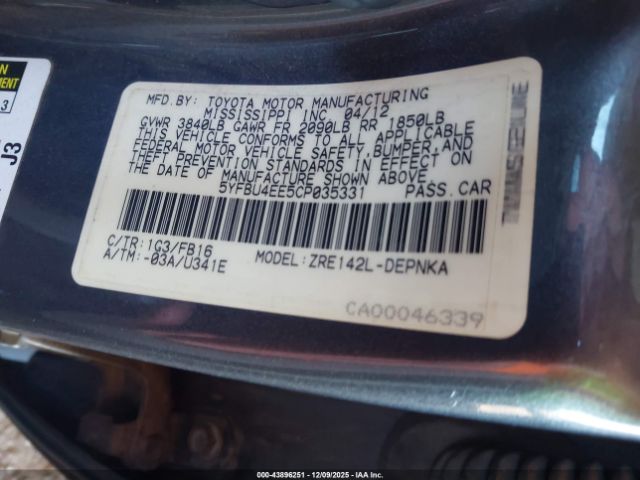 MFD.BY: TOYOTA MOTOR MANUFACTURING
MISSISSIPPI INC 04/12
GVWR 3840LB GAWR FR 2090LB RR 1850LB
THIS VEHICLE CONFORMS TO ALL APPLICABLE
FEDERAL MOTOR VEHICLE SAFETY,BUMPER,AND
THEFT PREVENTION STANDARDS IN EFFECT ON
THE DATE OF MANUFACTURE SHOWN ABOVE.
5YFBU4EE5CP035331 PASS.CAR
C/TR:1G3/FB16
A/TM:-03A/U341E MODEL:ZRE142L-DEPNKA
CA00046339
J3
000-43896251 - 12/09/2025 - IAA Inc.